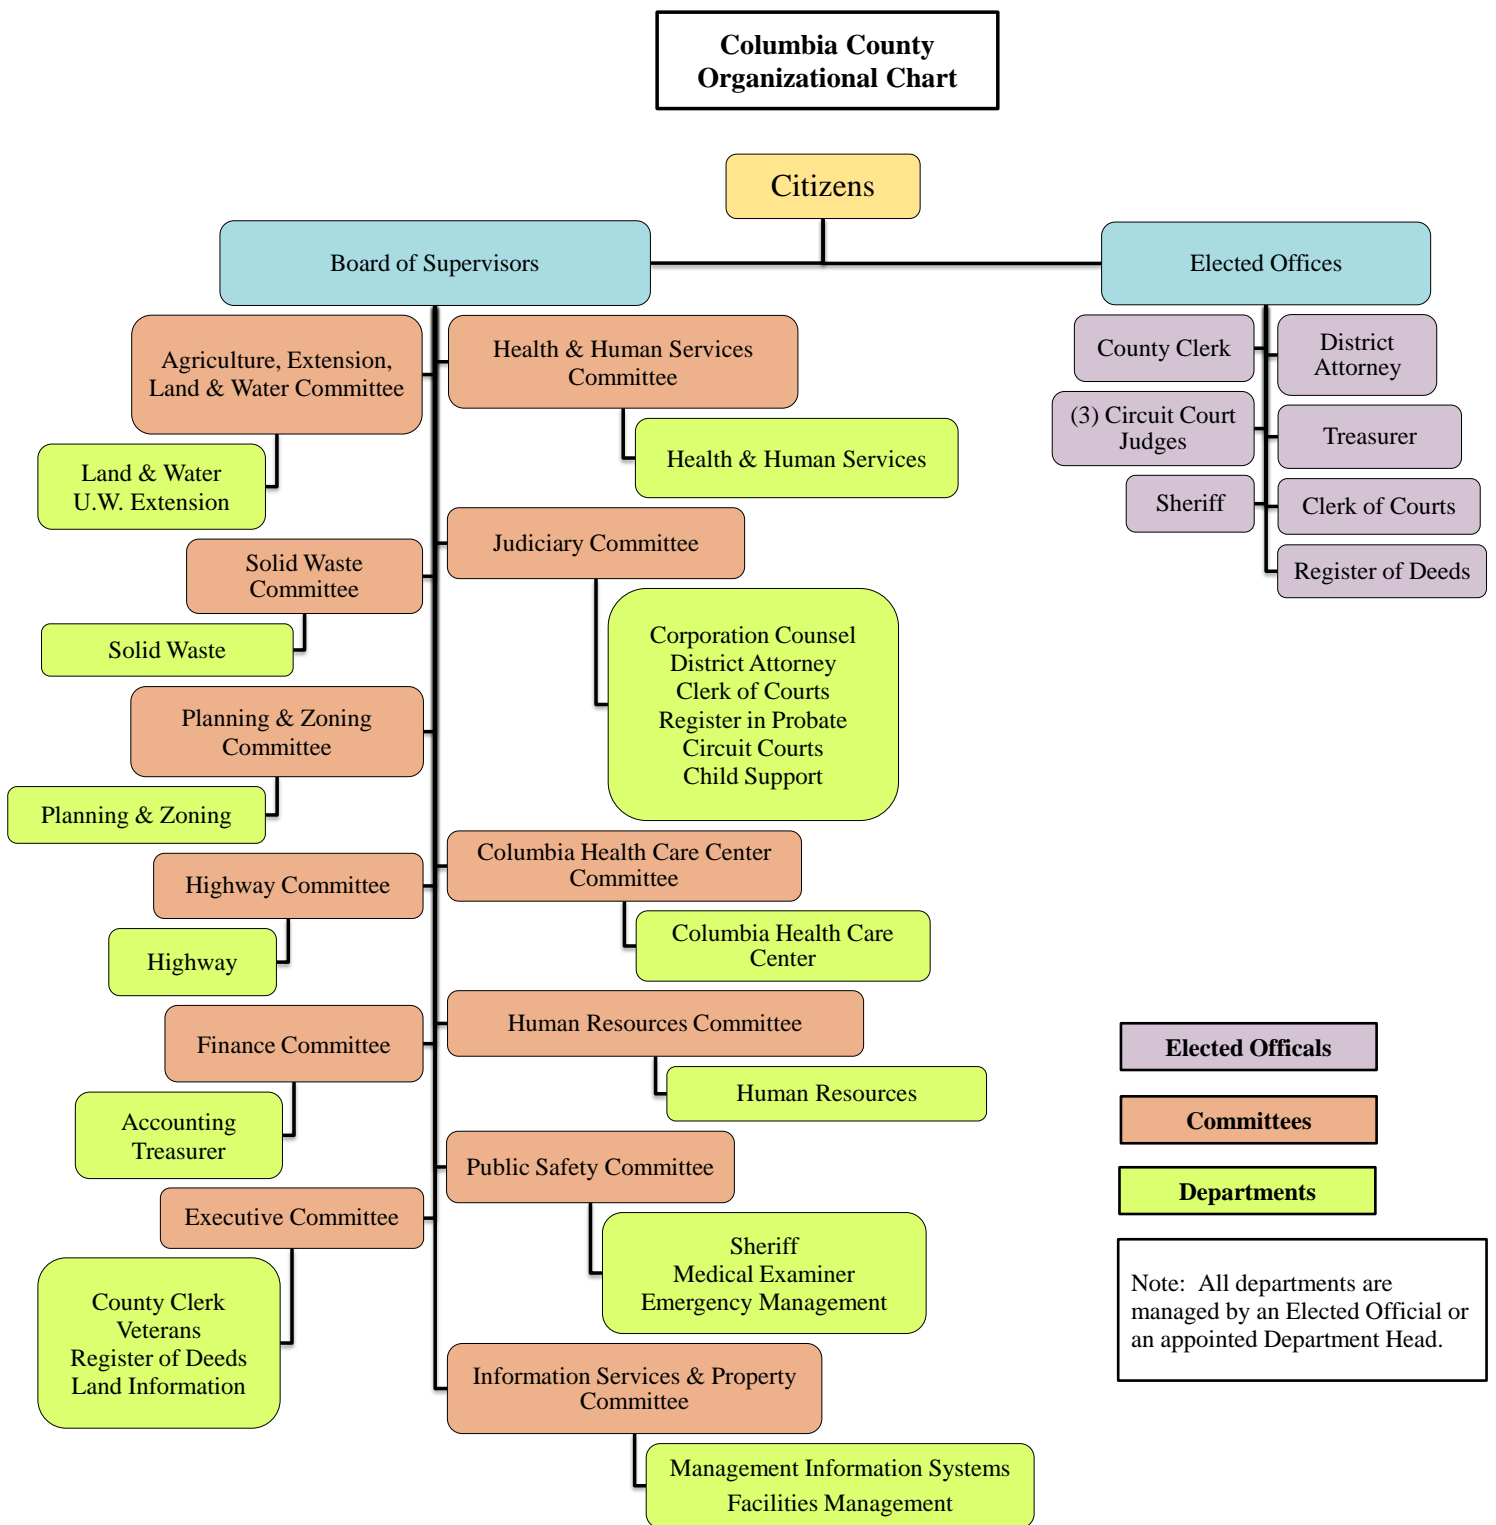 Columbia County
Organizational Chart
Citizens
Board of Supervisors
Elected Offices
Agriculture, Extension,
Land & Water Committee
Land & Water
U.W. Extension
Solid Waste
Committee
Solid Waste
Planning & Zoning
Committee
Planning & Zoning
Highway Committee
Highway
Finance Committee
Accounting
Treasurer
Executive Committee
County Clerk
Veterans
Register of Deeds
Land Information
Health & Human Services
Committee
Health & Human Services
Judiciary Committee
Corporation Counsel
District Attorney
Clerk of Courts
Register in Probate
Circuit Courts
Child Support
Columbia Health Care Center
Committee
Columbia Health Care
Center
Human Resources Committee
Human Resources
Public Safety Committee
Sheriff
Medical Examiner
Emergency Management
Information Services & Property
Committee
Management Information Systems
Facilities Management
County Clerk
District
Attorney
(3) Circuit Court
Judges
Treasurer
Sheriff
Clerk of Courts
Register of Deeds
Elected Officals
Committees
Departments
Note:  All departments are
managed by an Elected Official or
an appointed Department Head.